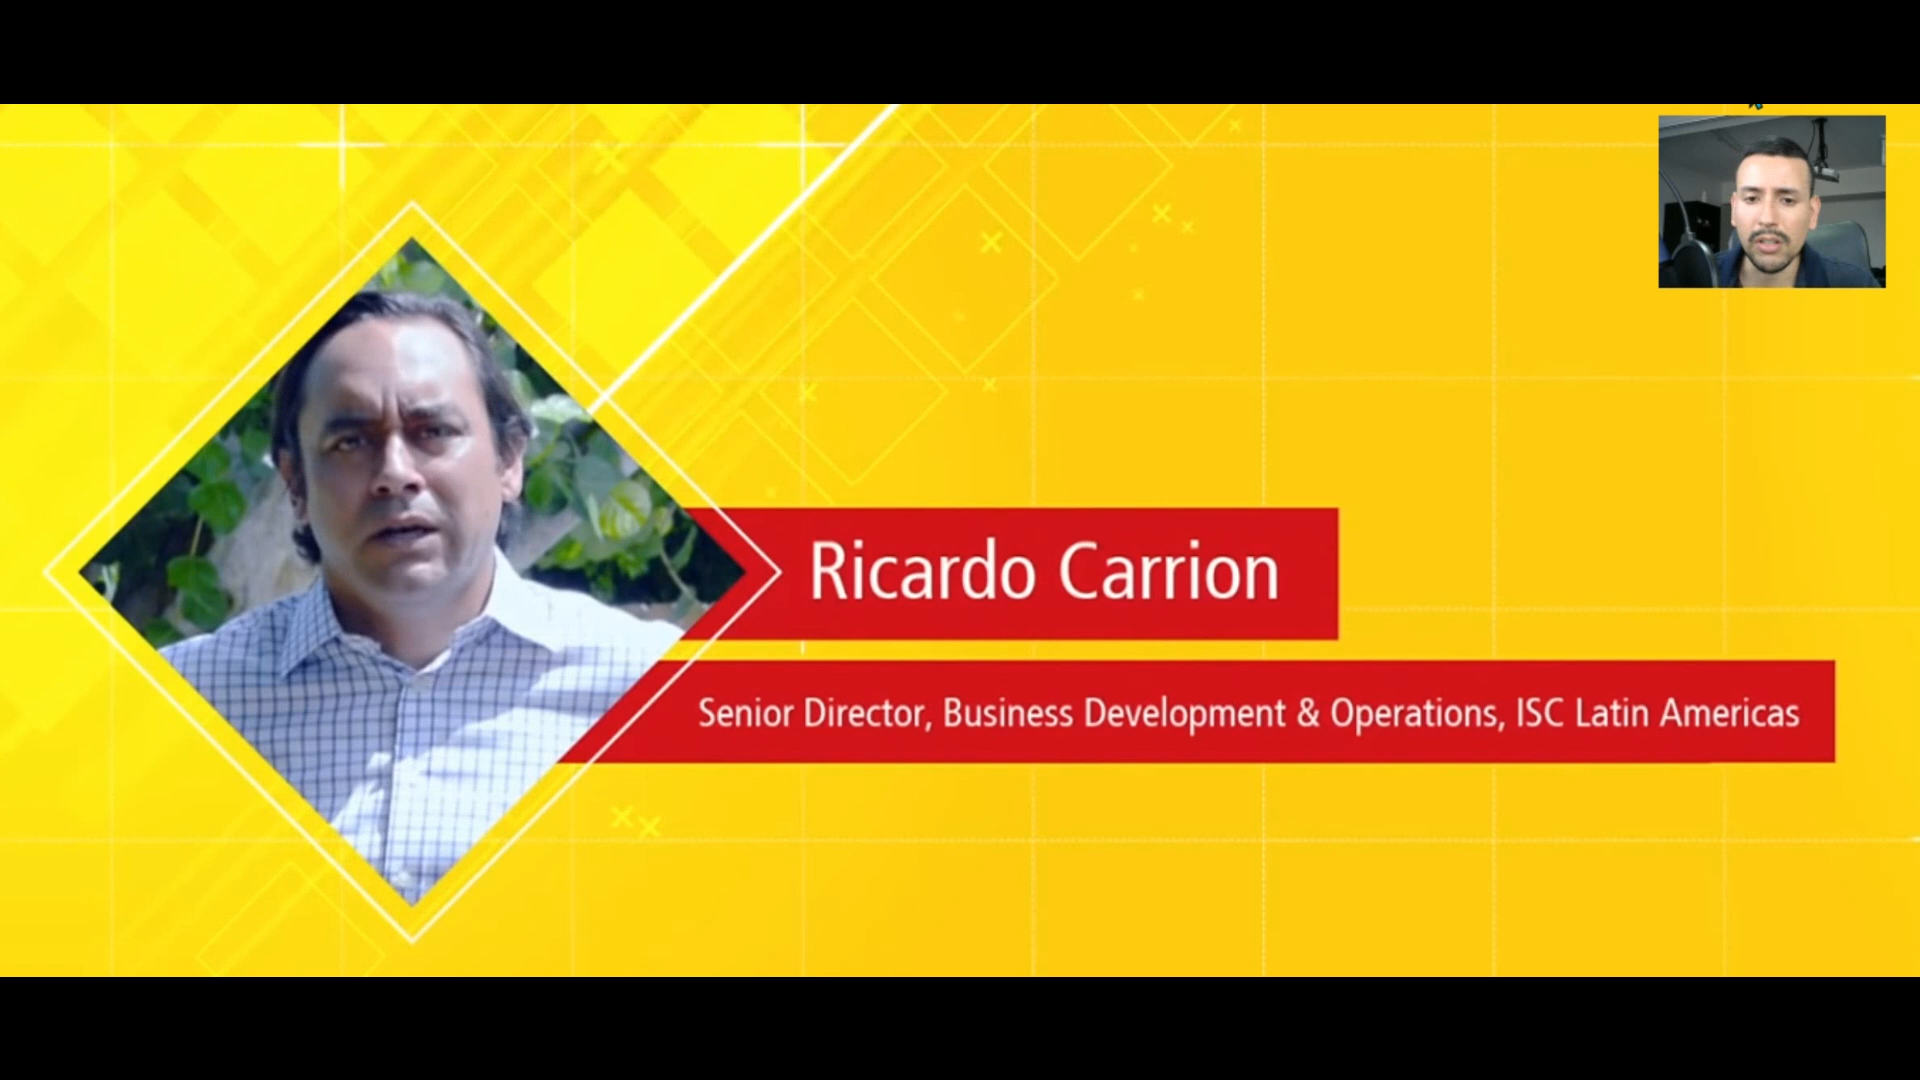 Ricardo Carrion
Senior Director, Business Development & Operations, ISC Latin Americas